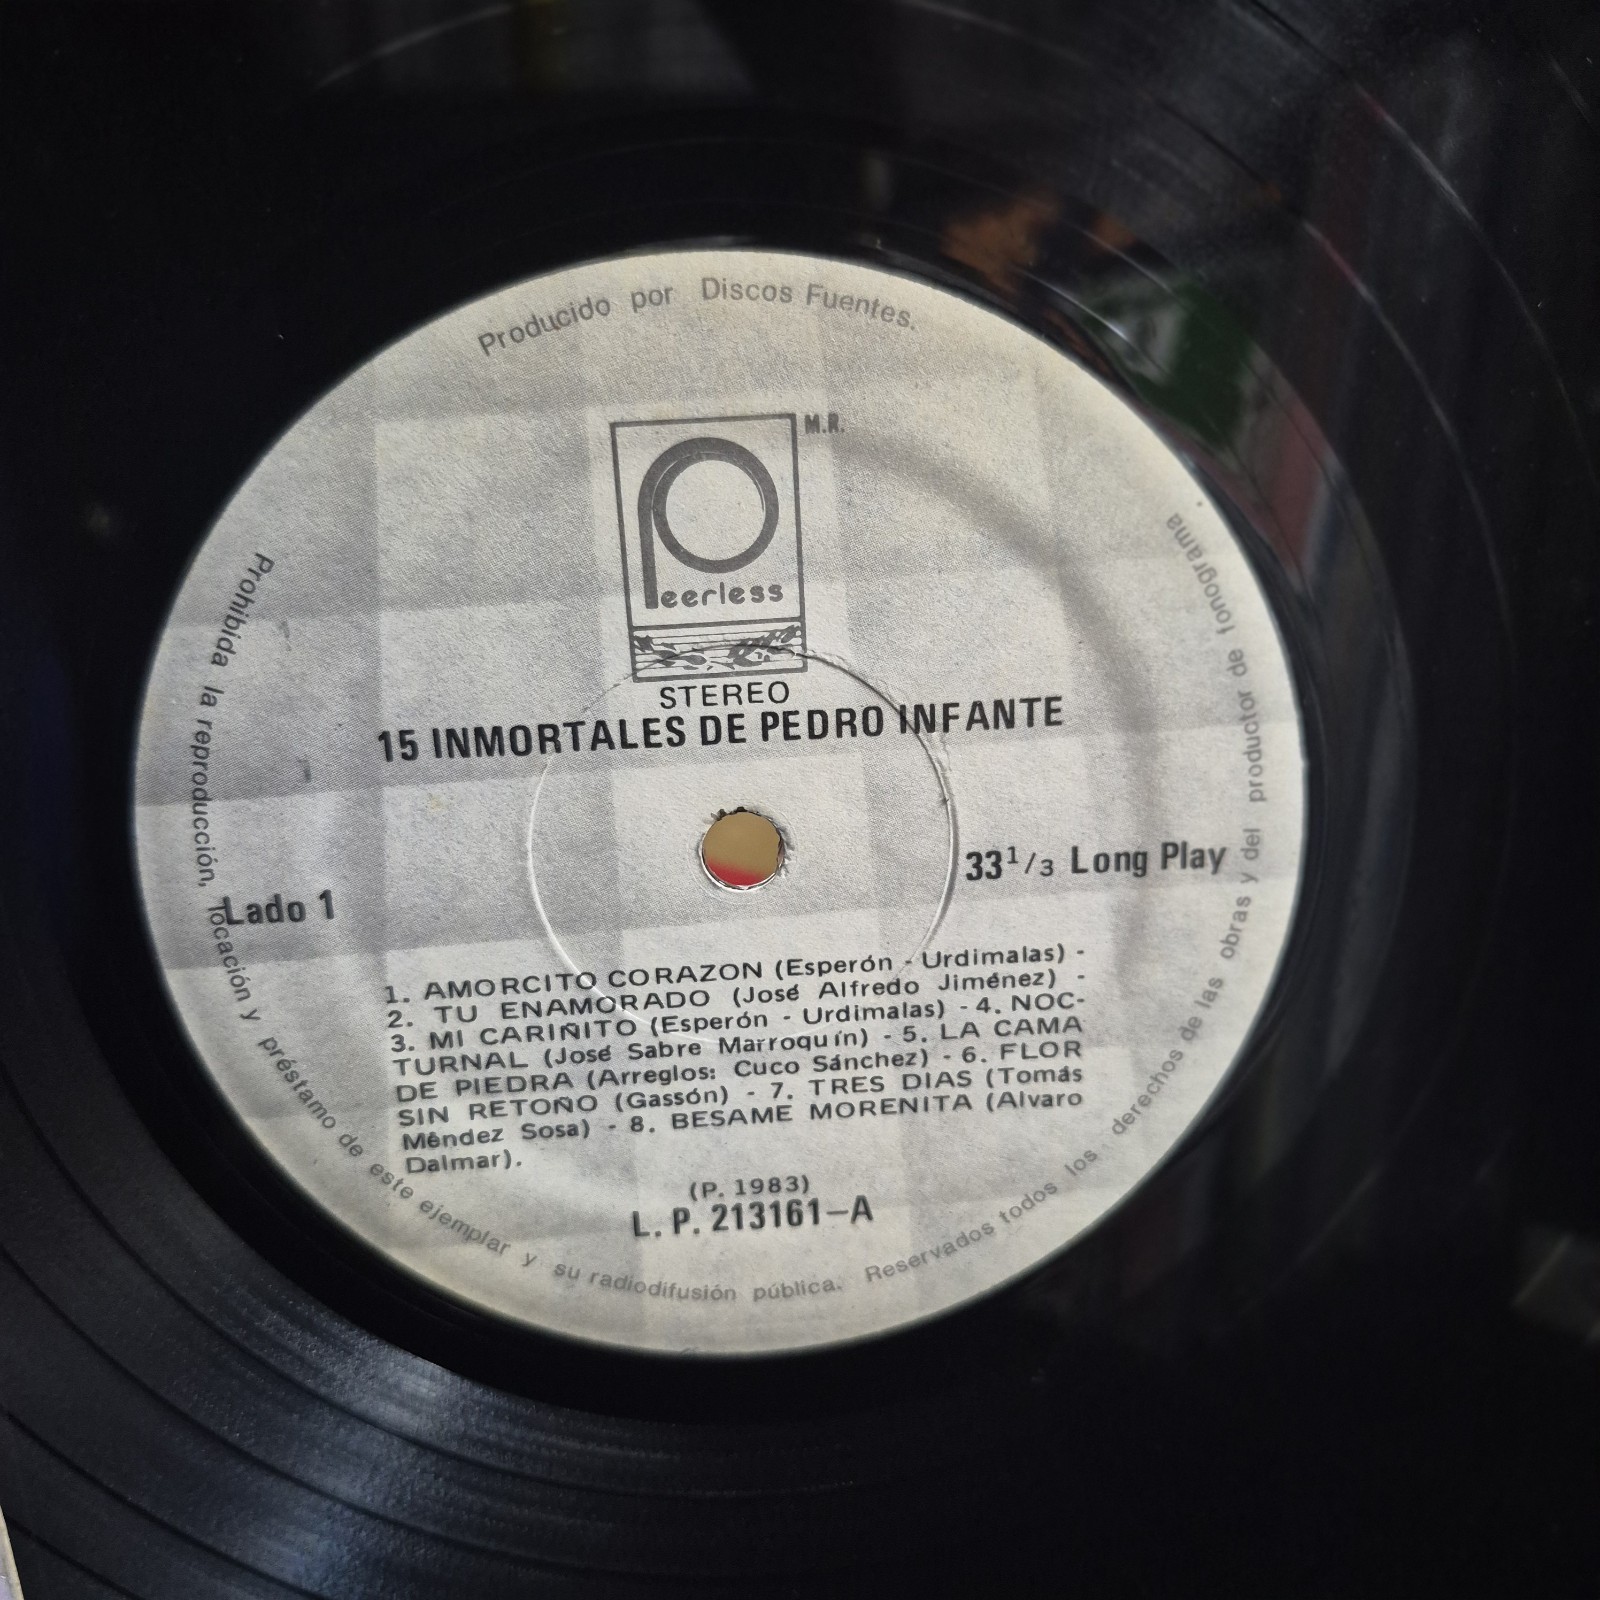 Producido por Discos Fuentes.
M.R.
Peerless
STEREO
15 INMORTALES DE PEDRO INFANTE
33 1/3 Long Play
Lado 1
1. AMORCITO CORAZON (Esperón - Urdimalas) -
2. TU ENAMORADO (José Alfredo Jiménez) -
3. MI CARIÑITO (Esperón - Urdimalas) - 4. NOC-
TURNAL (José Sabre Marroquín) - 5. LA CAMA
DE PIEDRA (Arreglos: Cuco Sánchez) - 6. FLOR
SIN RETOÑO (Gassón) - 7. TRES DIAS (Tomás
Méndez Sosa) - 8. BESAME MORENITA (Alvaro
Dalmar).
(P. 1983)
L. P. 213161-A
Prohibida la reproducción, Tocación y préstamo de este ejemplar y su radiodifusión pública. Reservados todos los derechos de las obras y del productor de fonograma